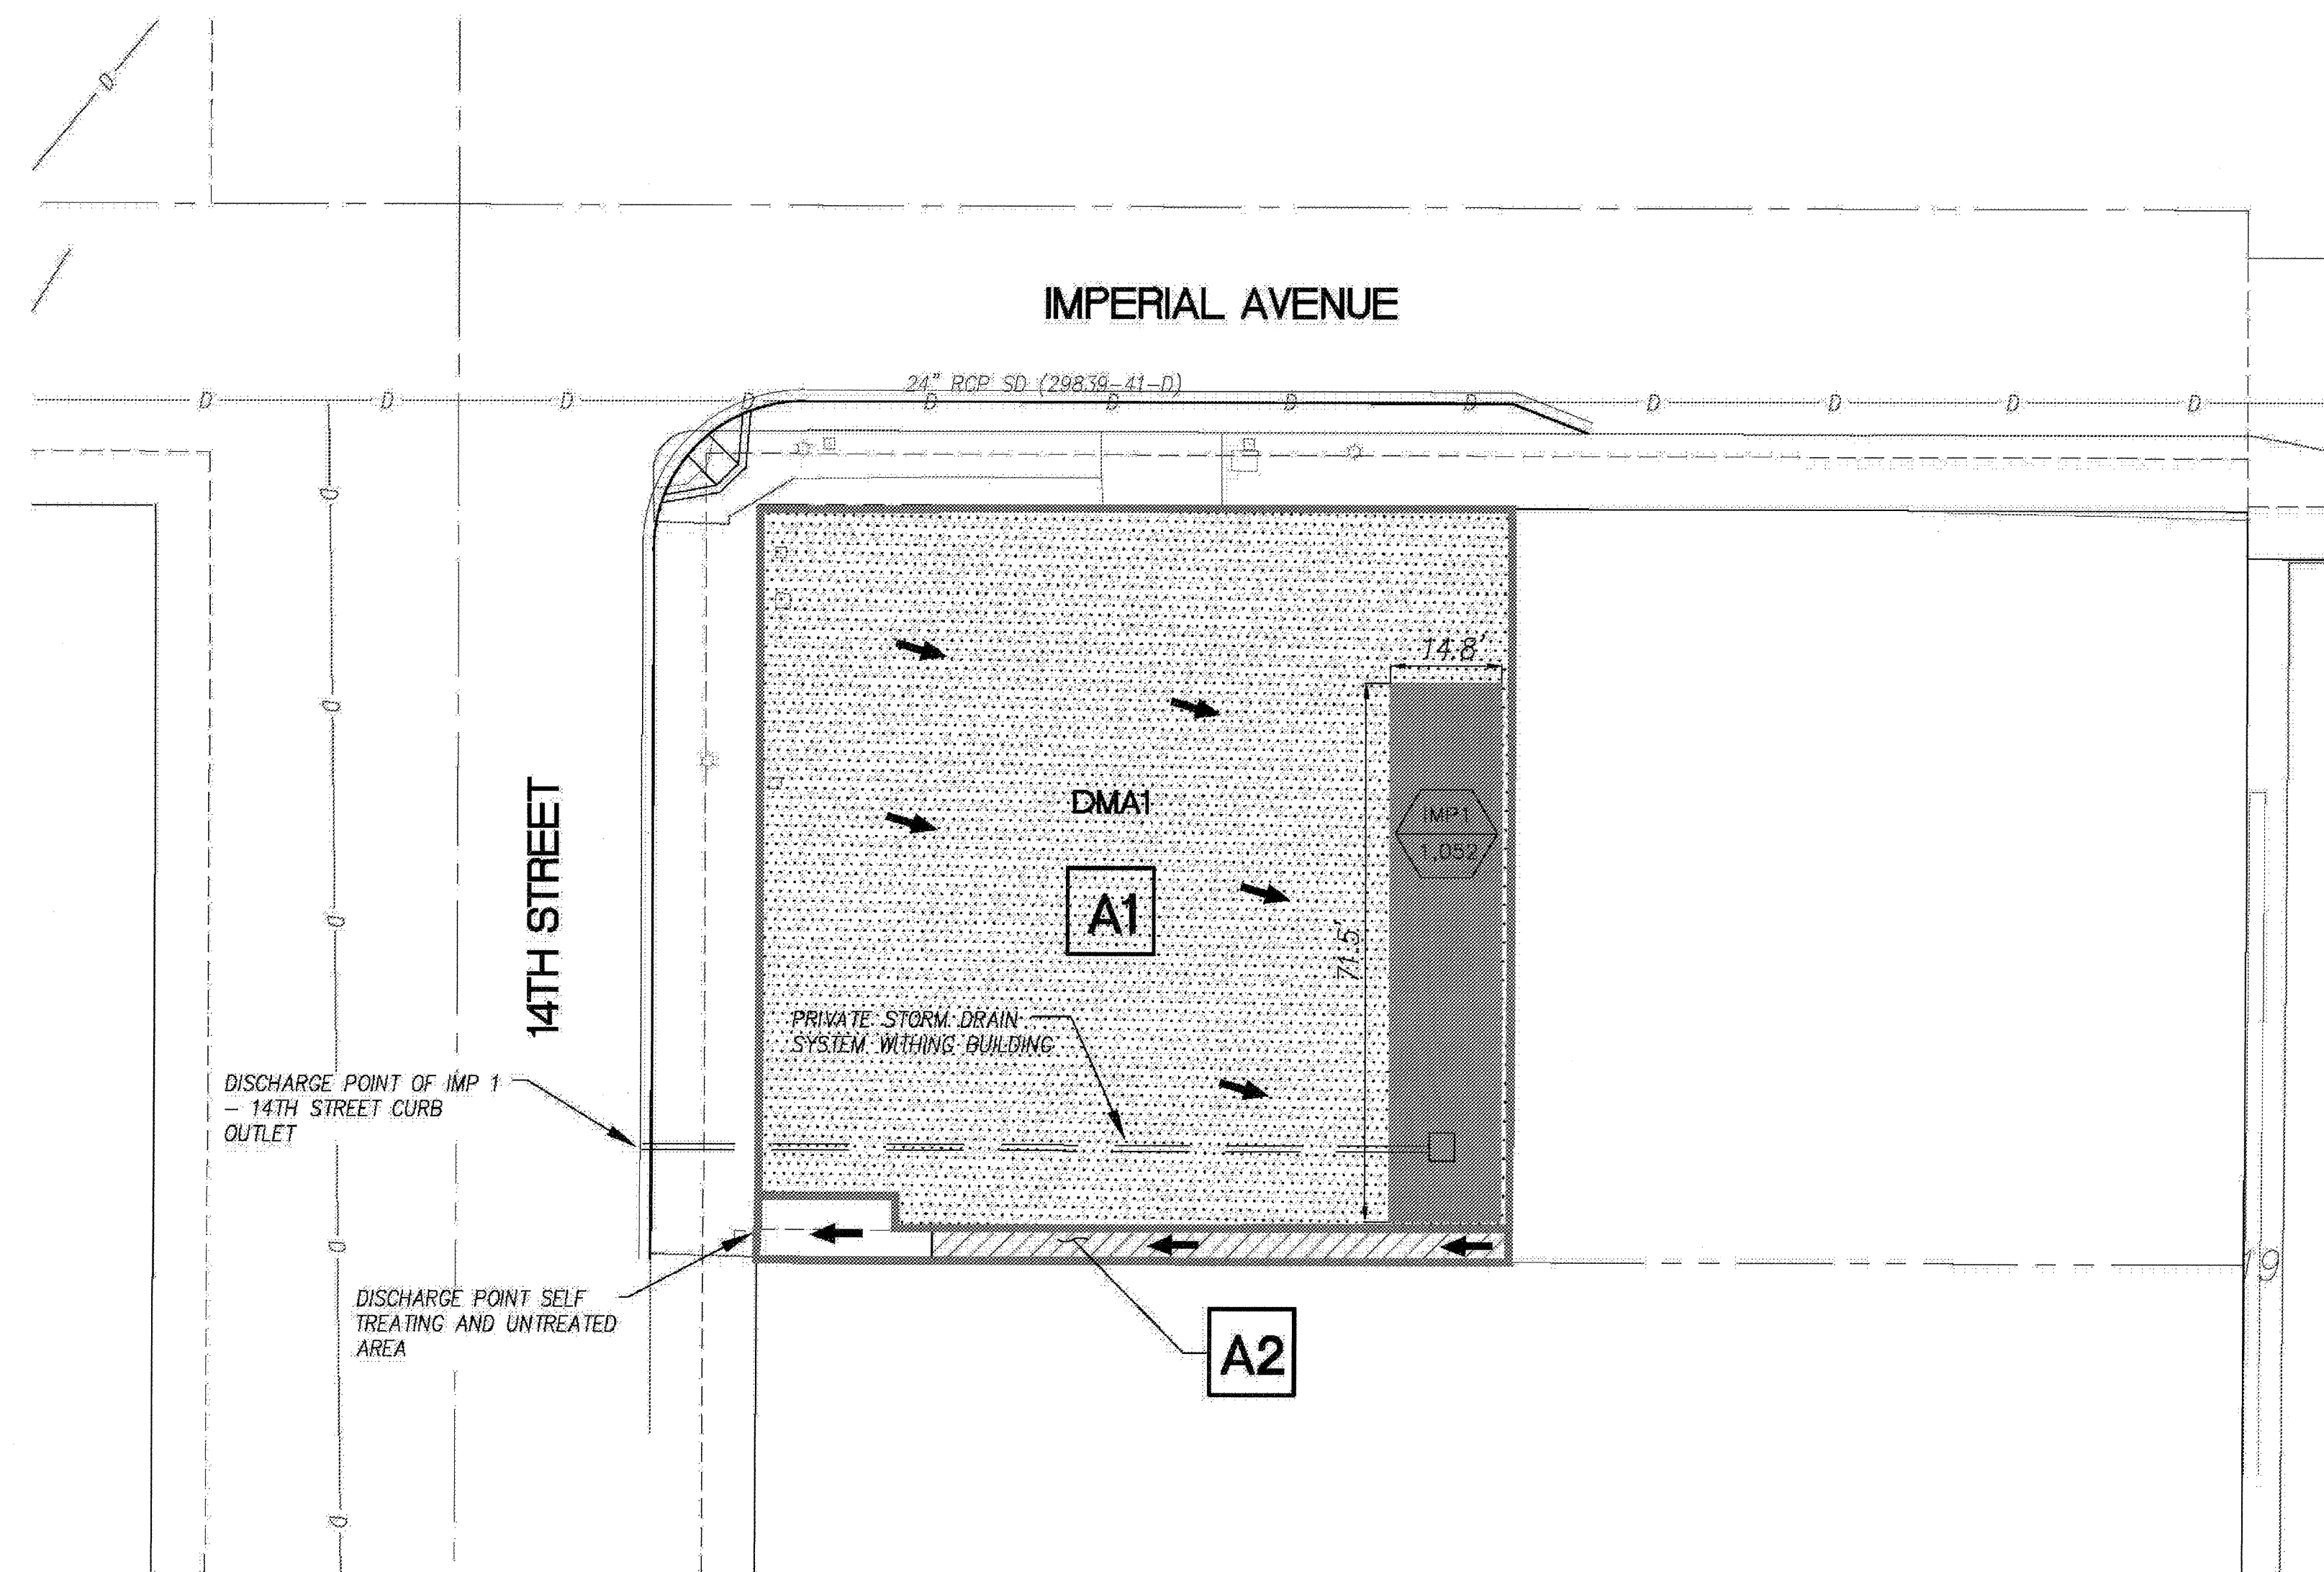 D
IMPERIAL AVENUE
24" RCP SD (29839-41-D)
D D D D D D D D D D D D
D
14.8'
D
14TH STREET
DMA1
IMP1
1,052
A1
71.5'
D
PRIVATE STORM DRAIN
SYSTEM WITHING BUILDING
DISCHARGE POINT OF IMP 1
– 14TH STREET CURB
OUTLET
D
D
19
DISCHARGE POINT SELF
TREATING AND UNTREATED
AREA
A2
D